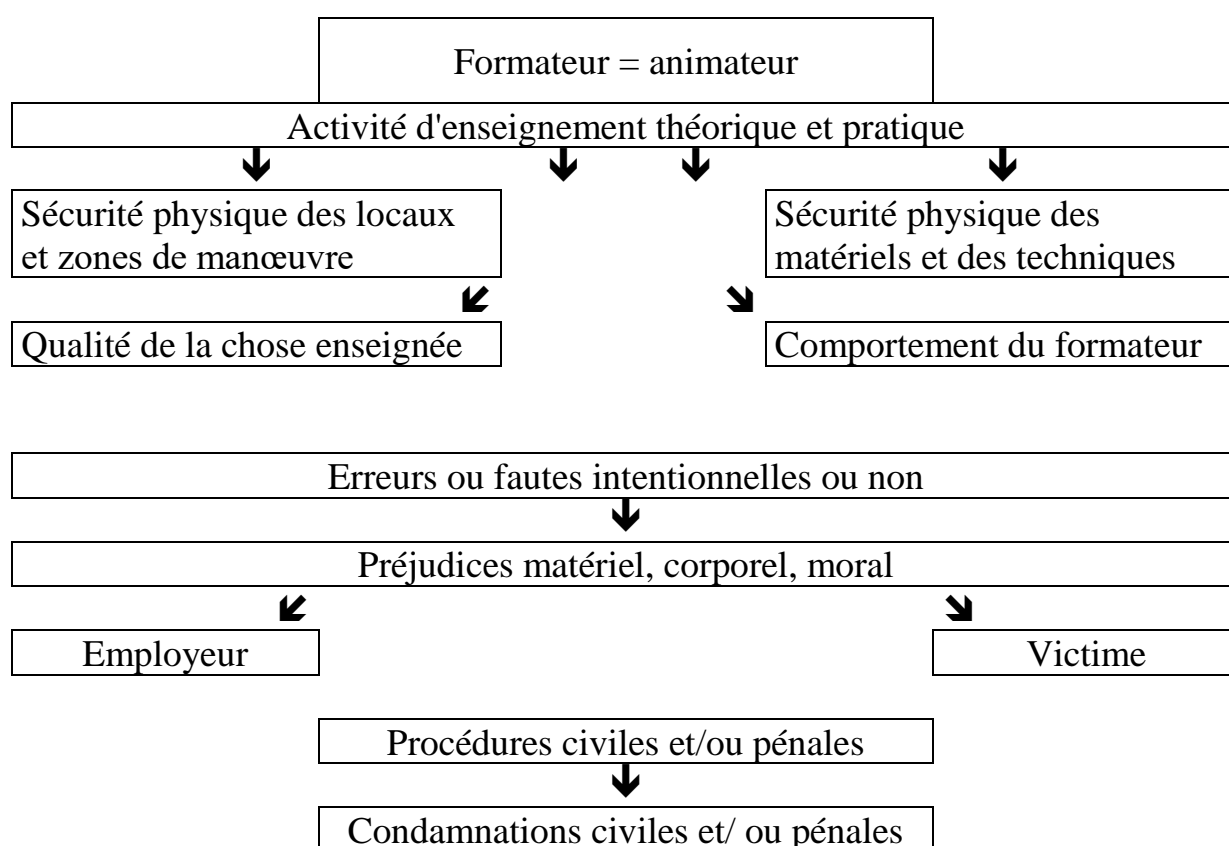 Formateur = animateur
Activité d'enseignement théorique et pratique
Sécurité physique des locaux
et zones de manœuvre
Sécurité physique des
matériels et des techniques
Qualité de la chose enseignée
Comportement du formateur
Erreurs ou fautes intentionnelles ou non
Préjudices matériel, corporel, moral
Employeur
Victime
Procédures civiles et/ou pénales
Condamnations civiles et/ ou pénales